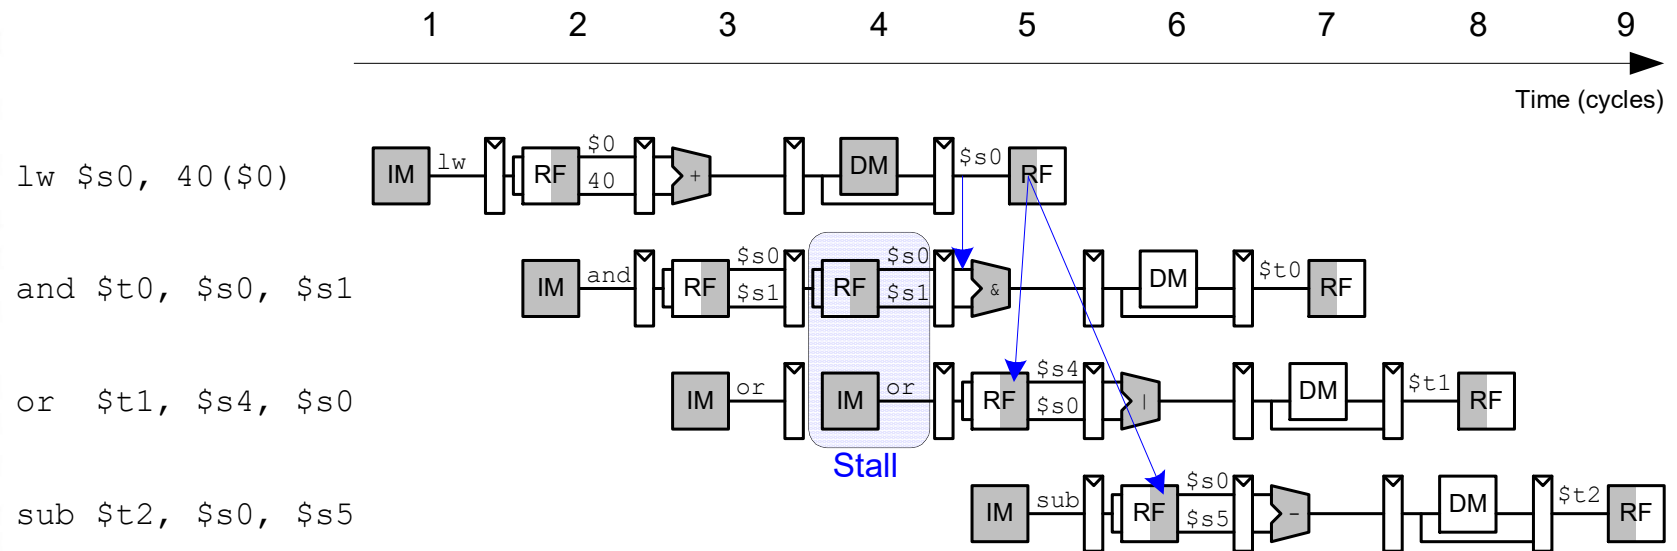 1 2 3 4 5 6 7 8 9
Time (cycles)
$0
lw $s0, 40($0) IM lw RF 40 + DM $s0 RF
$s0 $s0
and $t0, $s0, $s1 IM and RF $s1 RF $s1 & DM $t0 RF
$s4
or $t1, $s4, $s0 IM or IM or RF $s0 | DM $t1 RF
Stall
$s0
sub $t2, $s0, $s5 IM sub RF $s5 - DM $t2 RF